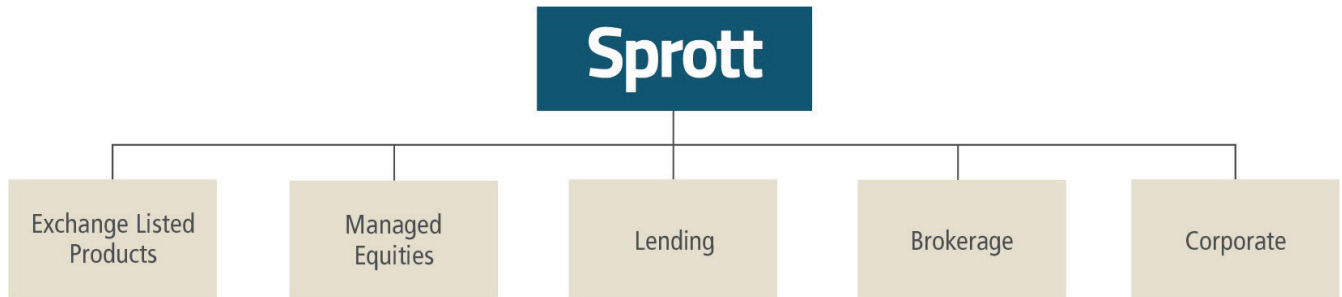 Sprott
Exchange Listed
Products
Managed
Equities
Lending
Brokerage
Corporate